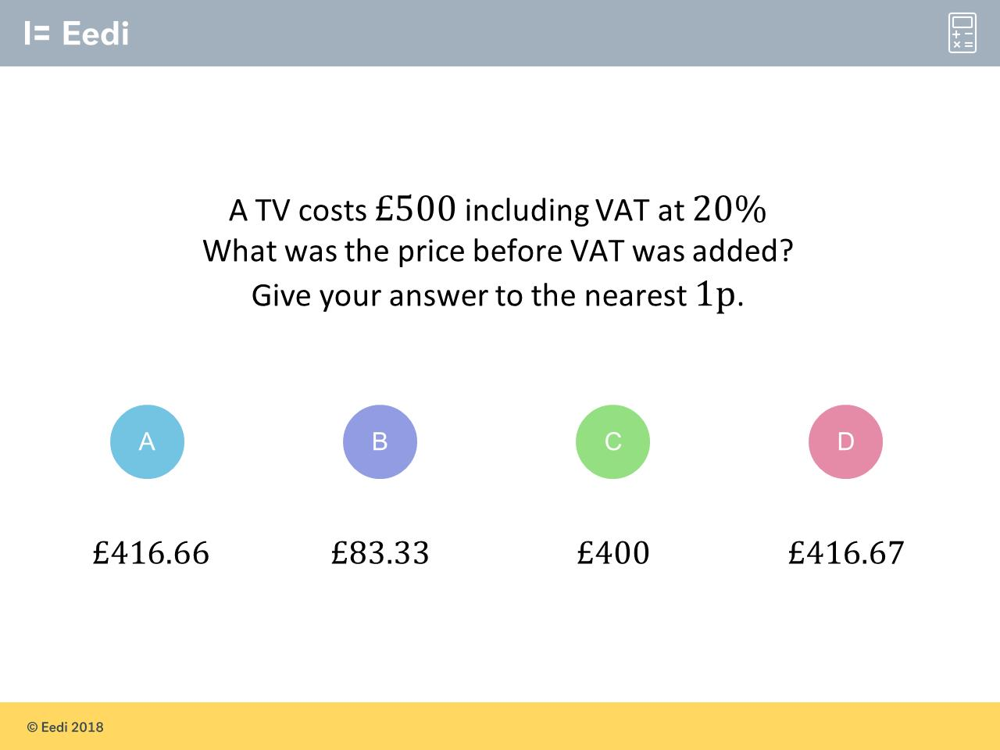 Eedi
A TV costs £500 including VAT at 20%
What was the price before VAT was added?
Give your answer to the nearest 1p.
A B C D
£416.66 £83.33 £400 £416.67
© Eedi 2018